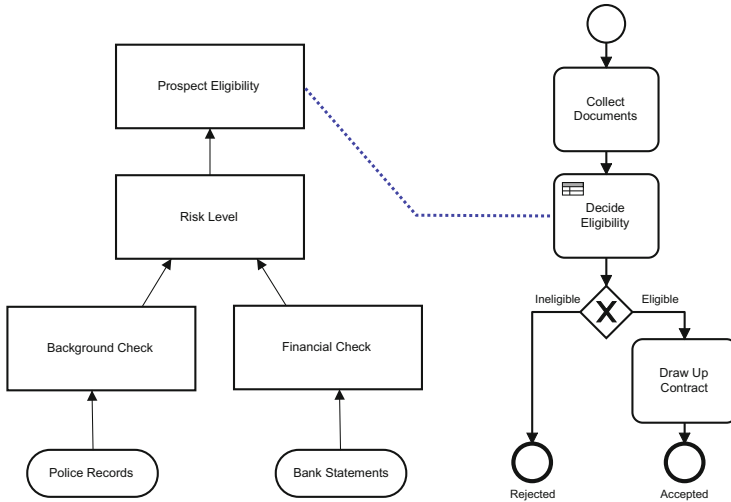 Prospect Eligibility
Risk Level
Background Check
Financial Check
Police Records
Bank Statements
Collect
Documents
Decide
Eligibility
Ineligible
Eligible
X
Draw Up
Contract
Rejected
Accepted